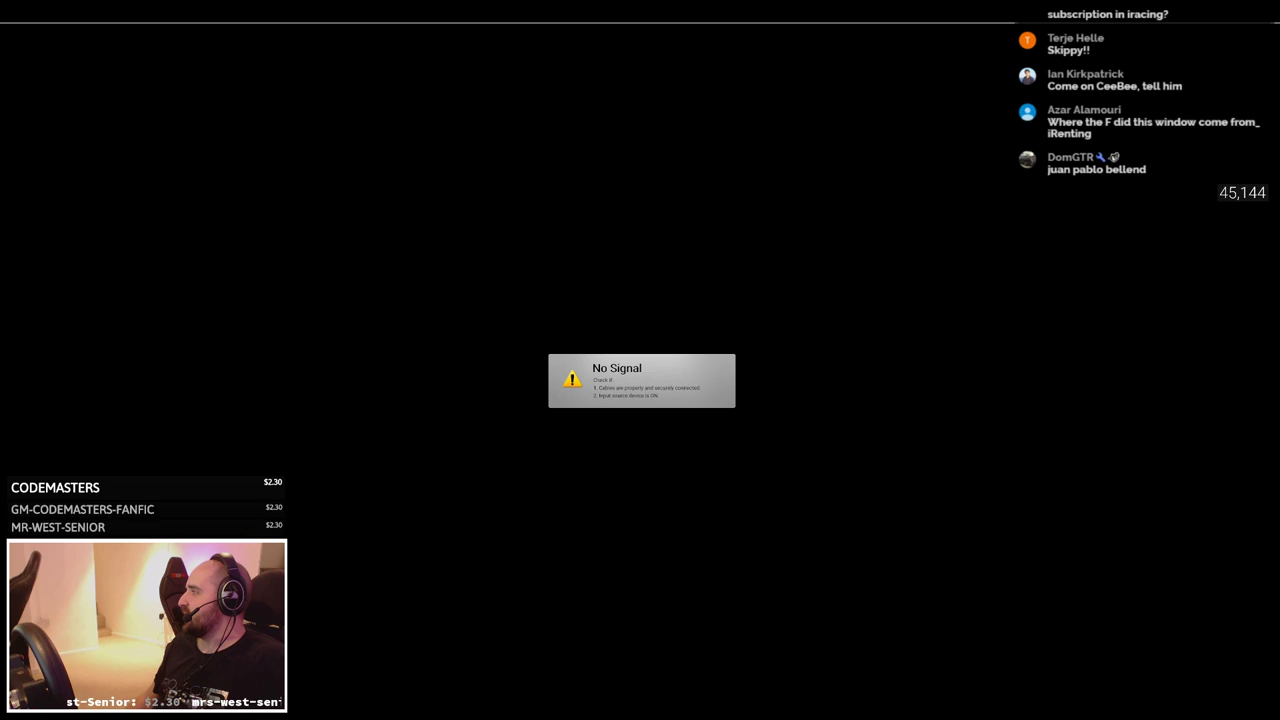 subscription in iracing?
Terje Helle
Skippy!!
Ian Kirkpatrick
Come on CeeBee, tell him
Azar Alamouri
Where the F did this window come from_
iRenting
DomGTR
juan pablo bellend
45,144
No Signal
Check if
1. Cables are properly and securely connected.
2. Input source device is ON.
CODEMASTERS $2.30
GM-CODEMASTERS-FANFIC $2.30
MR-WEST-SENIOR $2.30
st-Senior: $2.30 mrs-west-sen